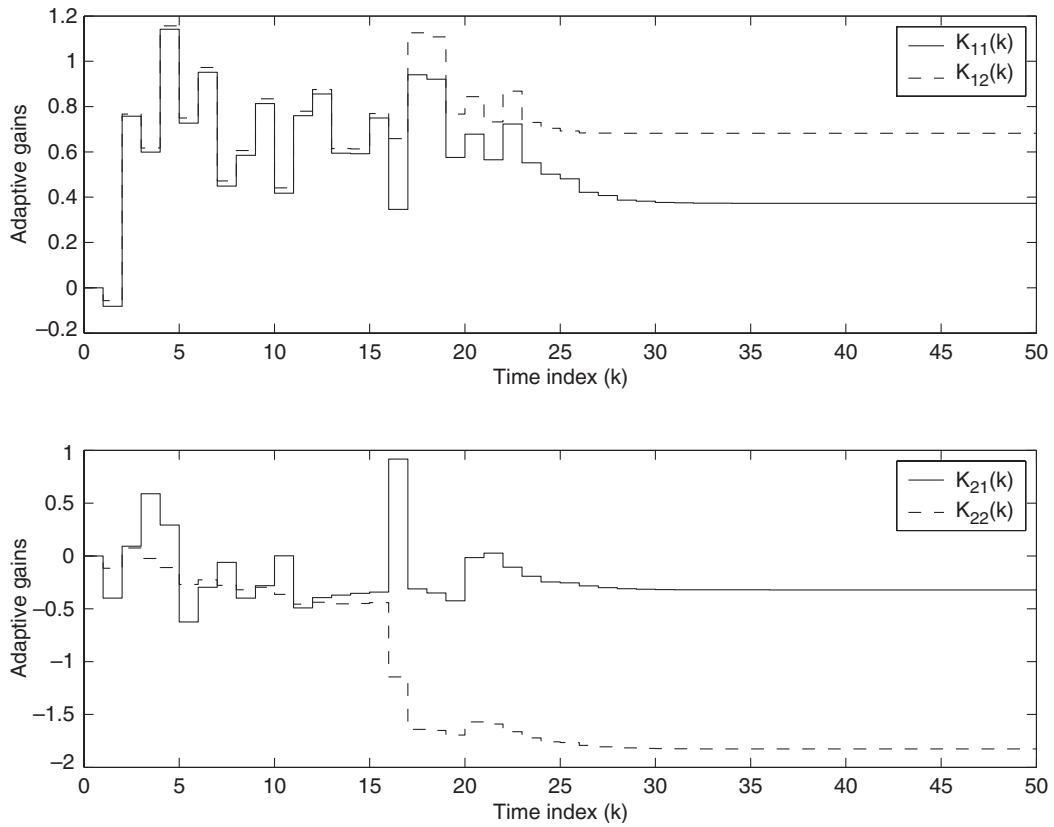 1.2
1
0.8
0.6
0.4
0.2
0
–0.2
Adaptive gains
K11(k)
K12(k)
0 5 10 15 20 25 30 35 40 45 50
Time index (k)
1
0.5
0
–0.5
–1
–1.5
–2
Adaptive gains
K21(k)
K22(k)
0 5 10 15 20 25 30 35 40 45 50
Time index (k)